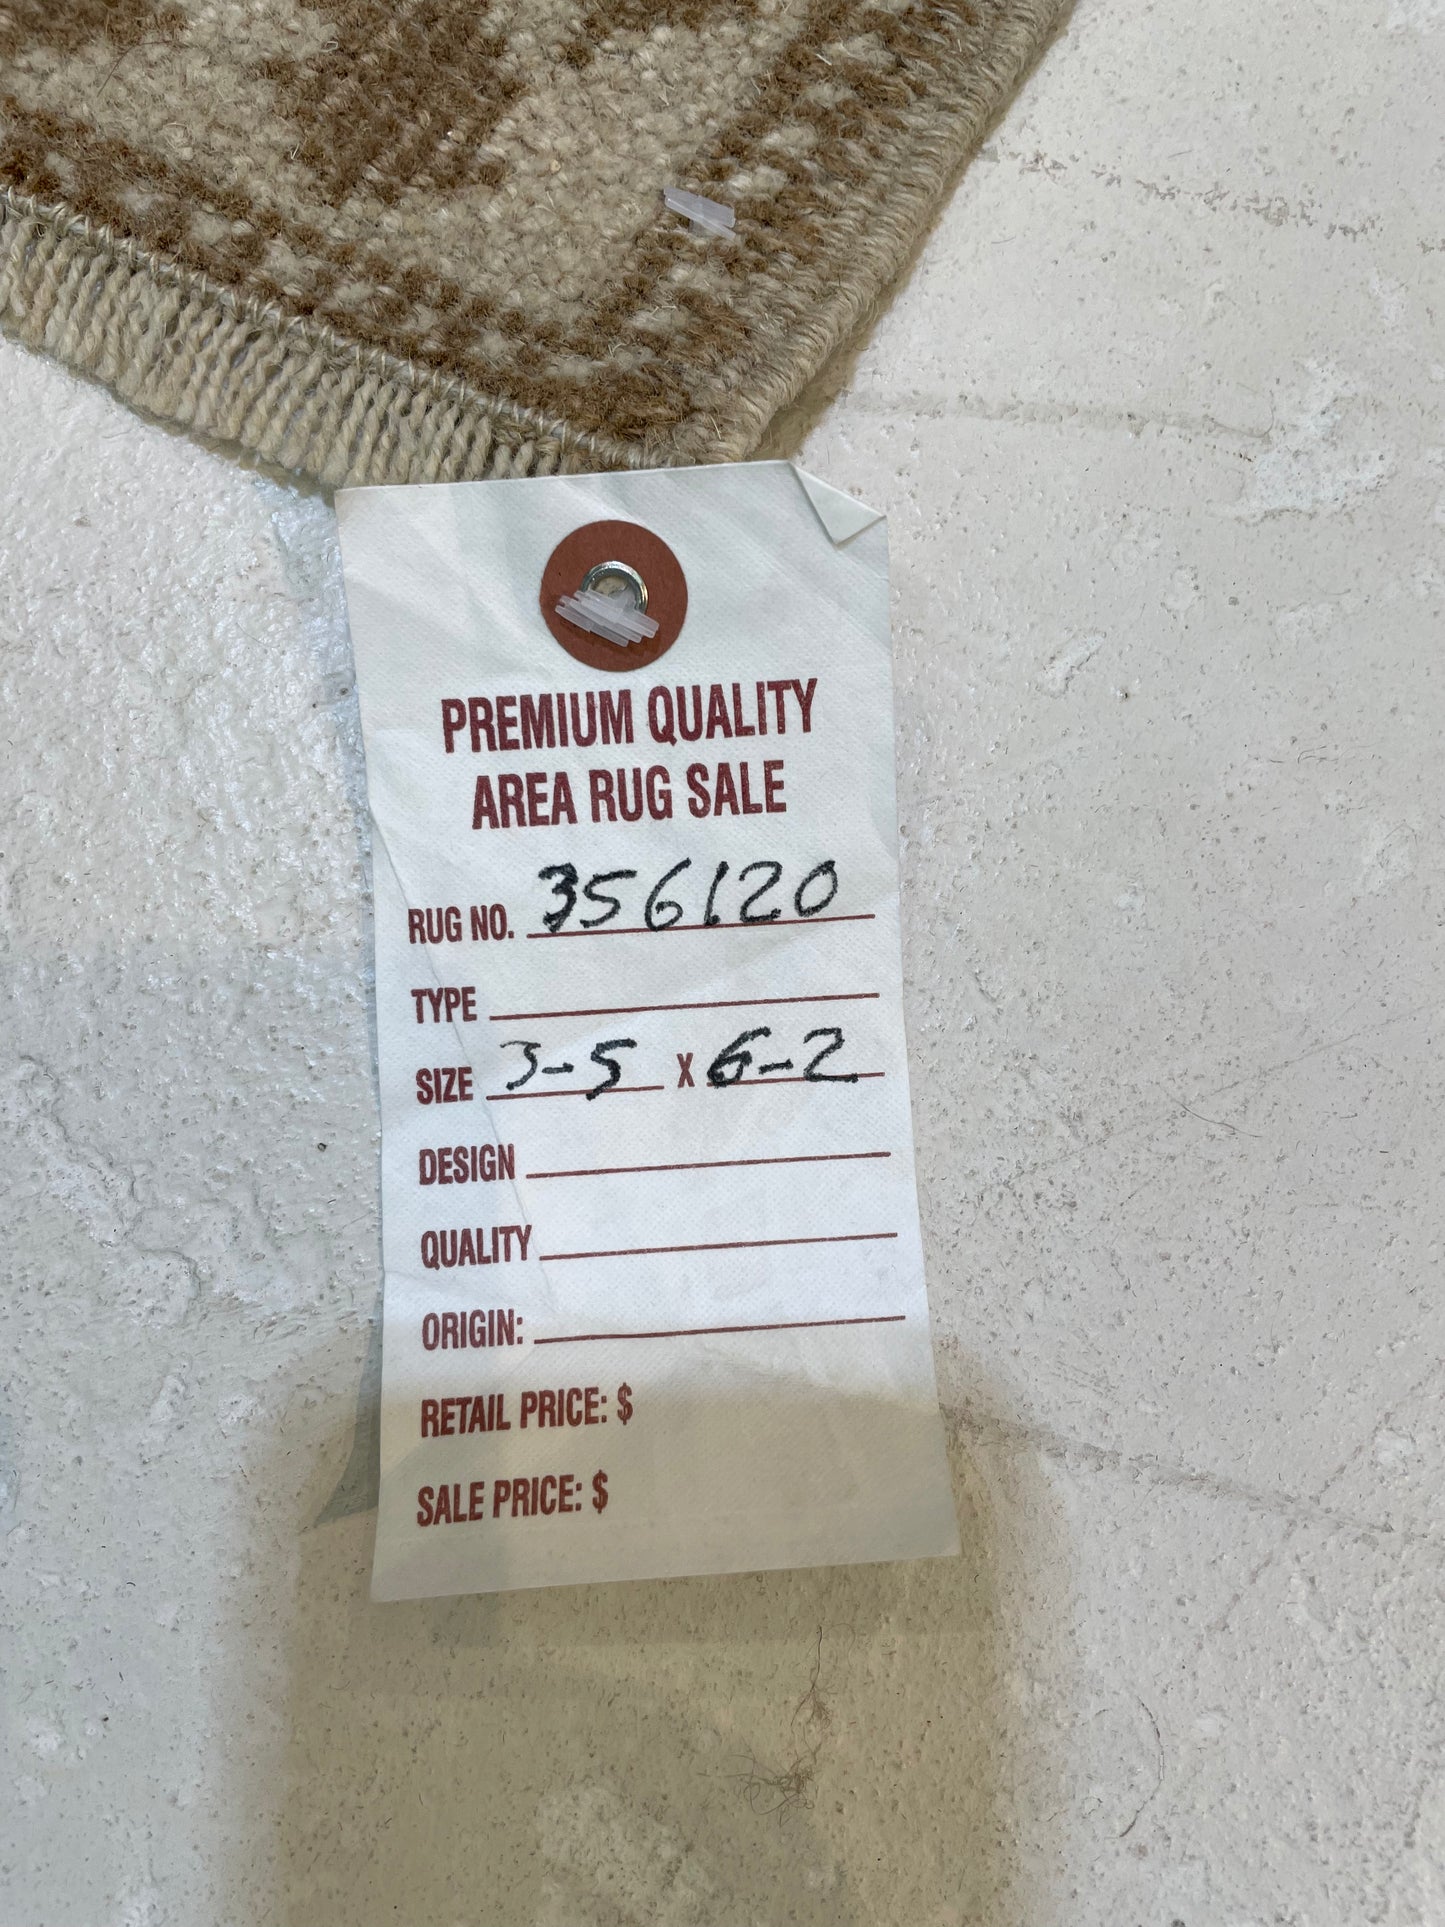 PREMIUM QUALITY
AREA RUG SALE
RUG NO. 356120
TYPE
SIZE 3-5 X 6-2
DESIGN
QUALITY
ORIGIN:
RETAIL PRICE: $
SALE PRICE: $